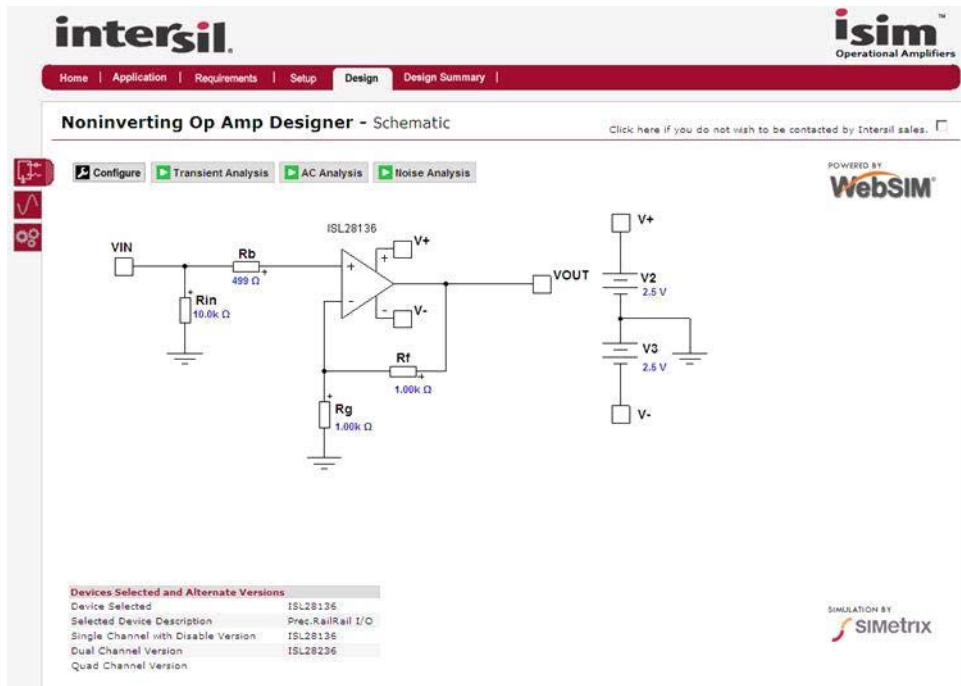 intersil.
isim™
Operational Amplifiers
Home | Application | Requirements | Setup Design Design Summary |
Noninverting Op Amp Designer - Schematic
Click here if you do not wish to be contacted by Intersil sales.
Configure Transient Analysis AC Analysis Noise Analysis
POWERED BY
WebSIM®
ISL28136
V+
V+
VIN
Rb
499 Ω
+
+
+
-
-
V-
VOUT
V2
2.5 V
+
Rin
10.0k Ω
V3
2.5 V
Rf
+
1.00k Ω
+
Rg
1.00k Ω
V-
Devices Selected and Alternate Versions
Device Selected ISL28136
Selected Device Description Prec.RailRail I/O
Single Channel with Disable Version ISL28136
Dual Channel Version ISL28236
Quad Channel Version
SIMULATION BY
SIMetrix